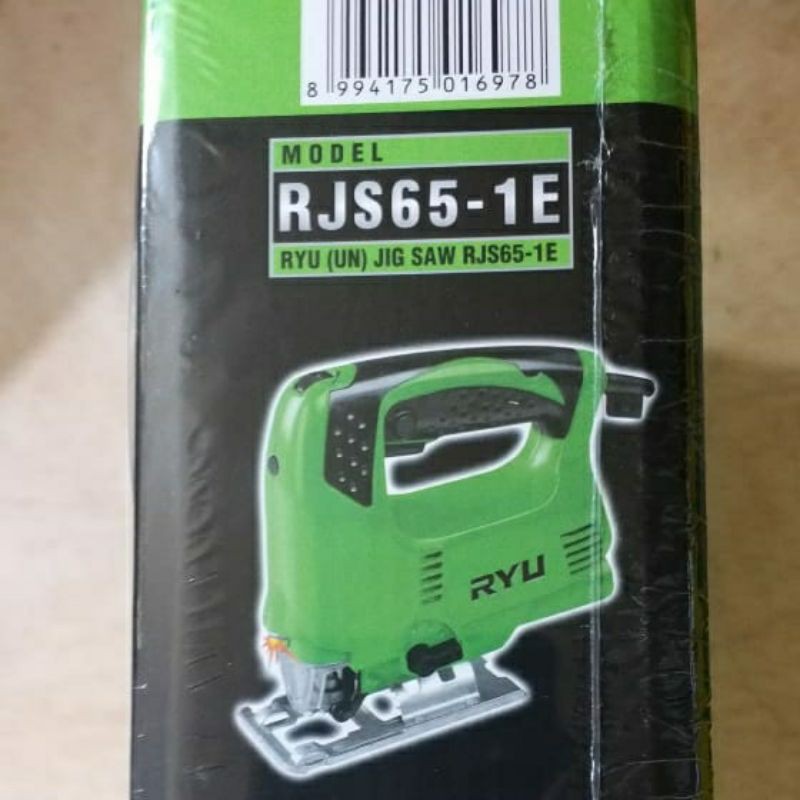 8 994175 016978
MODEL
RJS65-1E
RYU (UN) JIG SAW RJS65-1E
RYU